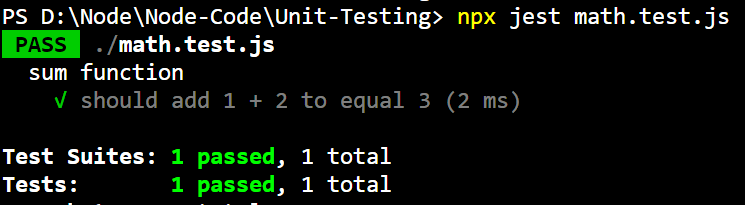 PS D:\Node\Node-Code\Unit-Testing> npx jest math.test.js
PASS ./math.test.js
sum function
√ should add 1 + 2 to equal 3 (2 ms)
Test Suites: 1 passed, 1 total
Tests: 1 passed, 1 total